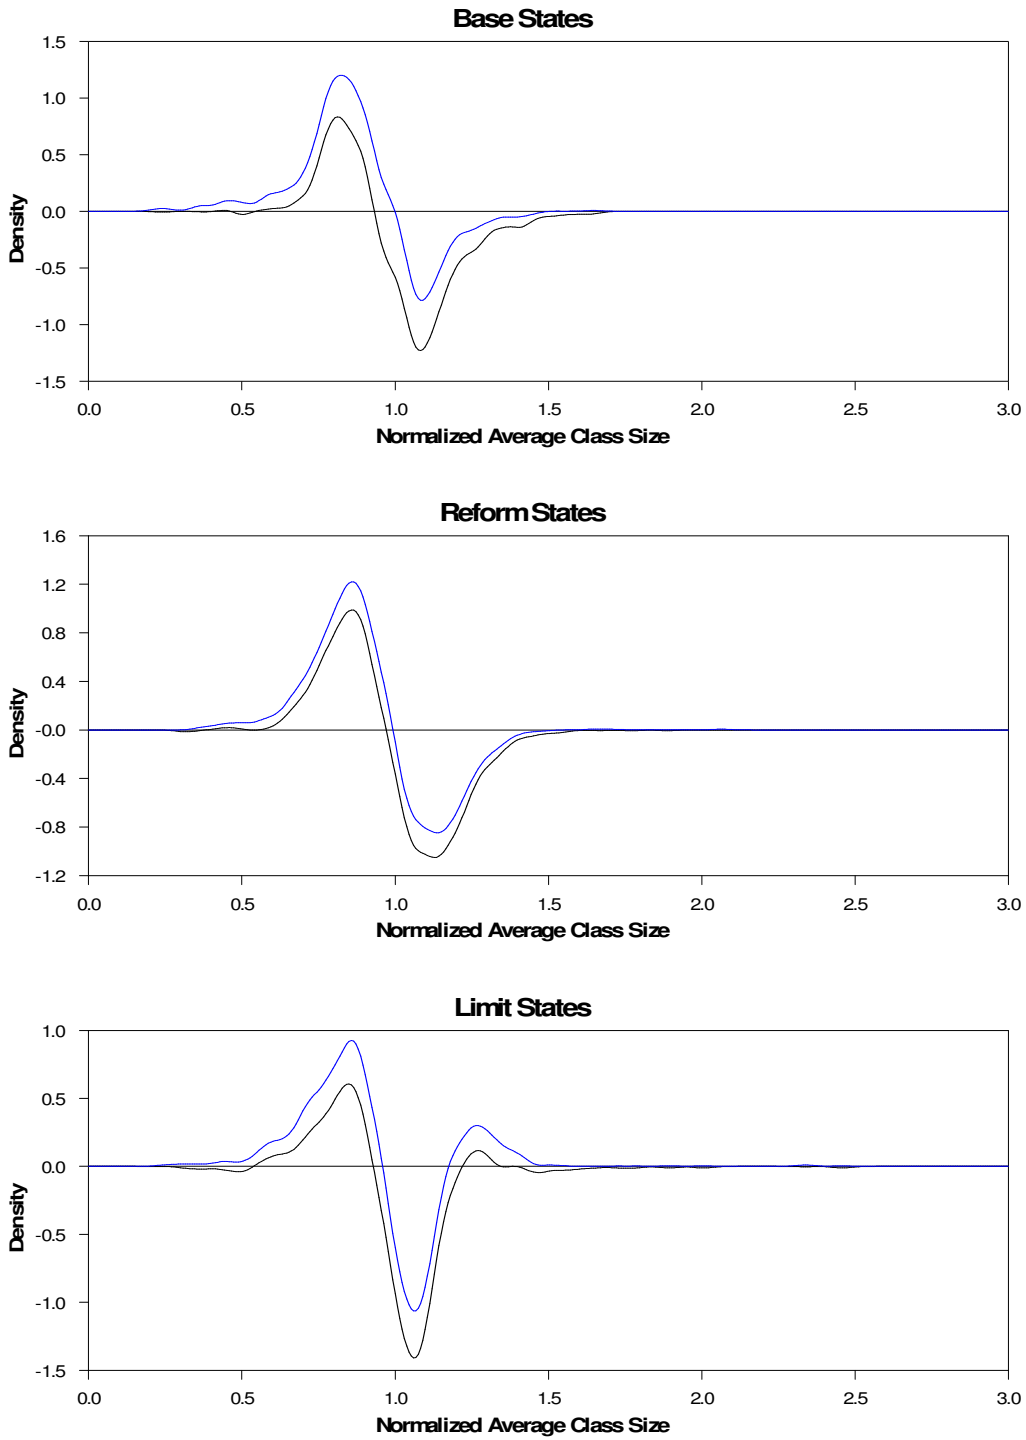 Base States
1.5
1.0
0.5
0.0
-0.5
-1.0
-1.5
Density
0.0 0.5 1.0 1.5 2.0 2.5 3.0
Normalized Average Class Size
Reform States
1.6
1.2
0.8
0.4
-0.0
-0.4
-0.8
-1.2
Density
0.0 0.5 1.0 1.5 2.0 2.5 3.0
Normalized Average Class Size
Limit States
1.0
0.5
0.0
-0.5
-1.0
-1.5
Density
0.0 0.5 1.0 1.5 2.0 2.5 3.0
Normalized Average Class Size